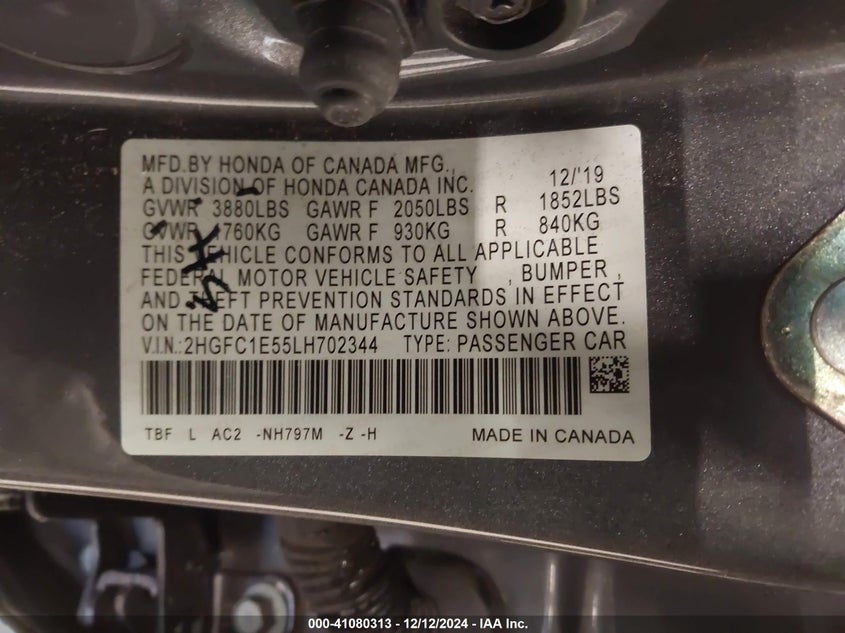 MFD.BY HONDA OF CANADA MFG.,
A DIVISION OF HONDA CANADA INC. 12/'19
GVWR 3880LBS GAWR F 2050LBS R 1852LBS
GVWR 1760KG GAWR F 930KG R 840KG
THIS VEHICLE CONFORMS TO ALL APPLICABLE
FEDERAL MOTOR VEHICLE SAFETY , BUMPER ,
AND THEFT PREVENTION STANDARDS IN EFFECT
ON THE DATE OF MANUFACTURE SHOWN ABOVE.
V.I.N.:2HGFC1E55LH702344 TYPE: PASSENGER CAR
TBF L AC2 -NH797M -Z -H MADE IN CANADA
000-41080313 - 12/12/2024 - IAA Inc.